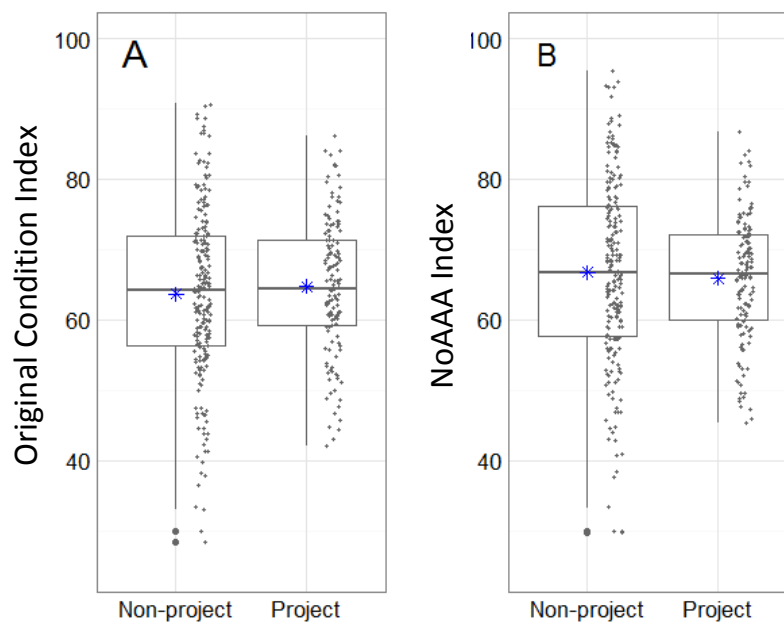 A
Original Condition Index
100
80
60
40
Non-project
Project
B
NoAAA Index
100
80
60
40
Non-project
Project